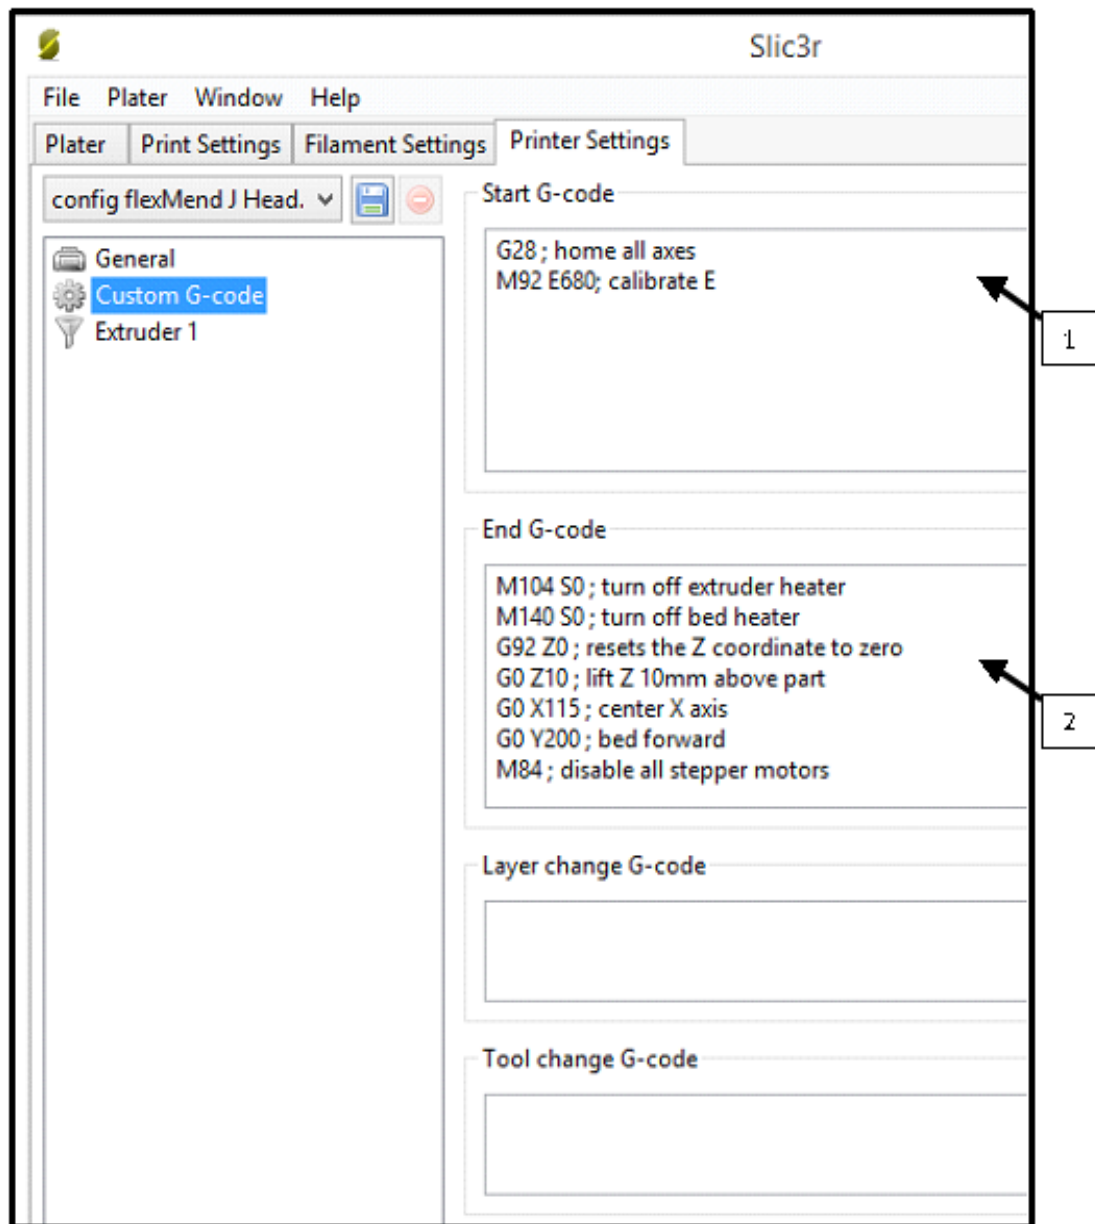 Slic3r
File Plater Window Help
Plater Print Settings Filament Settings Printer Settings
config flexMend J Head.
General
Custom G-code
Extruder 1
Start G-code
G28 ; home all axes
M92 E680; calibrate E
1
End G-code
M104 S0 ; turn off extruder heater
M140 S0 ; turn off bed heater
G92 Z0 ; resets the Z coordinate to zero
G0 Z10 ; lift Z 10mm above part
G0 X115 ; center X axis
G0 Y200 ; bed forward
M84 ; disable all stepper motors
2
Layer change G-code
Tool change G-code